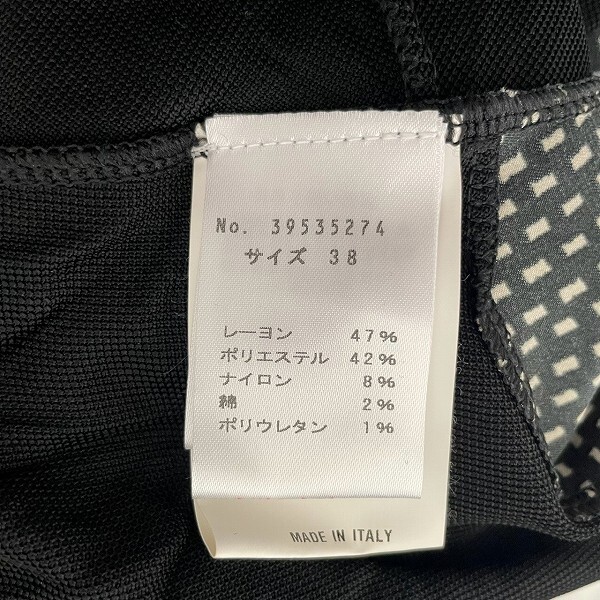 No. 39535274
サイズ 38
レーヨン 47%
ポリエステル 42%
ナイロン 8%
綿 2%
ポリウレタン 1%
MADE IN ITALY